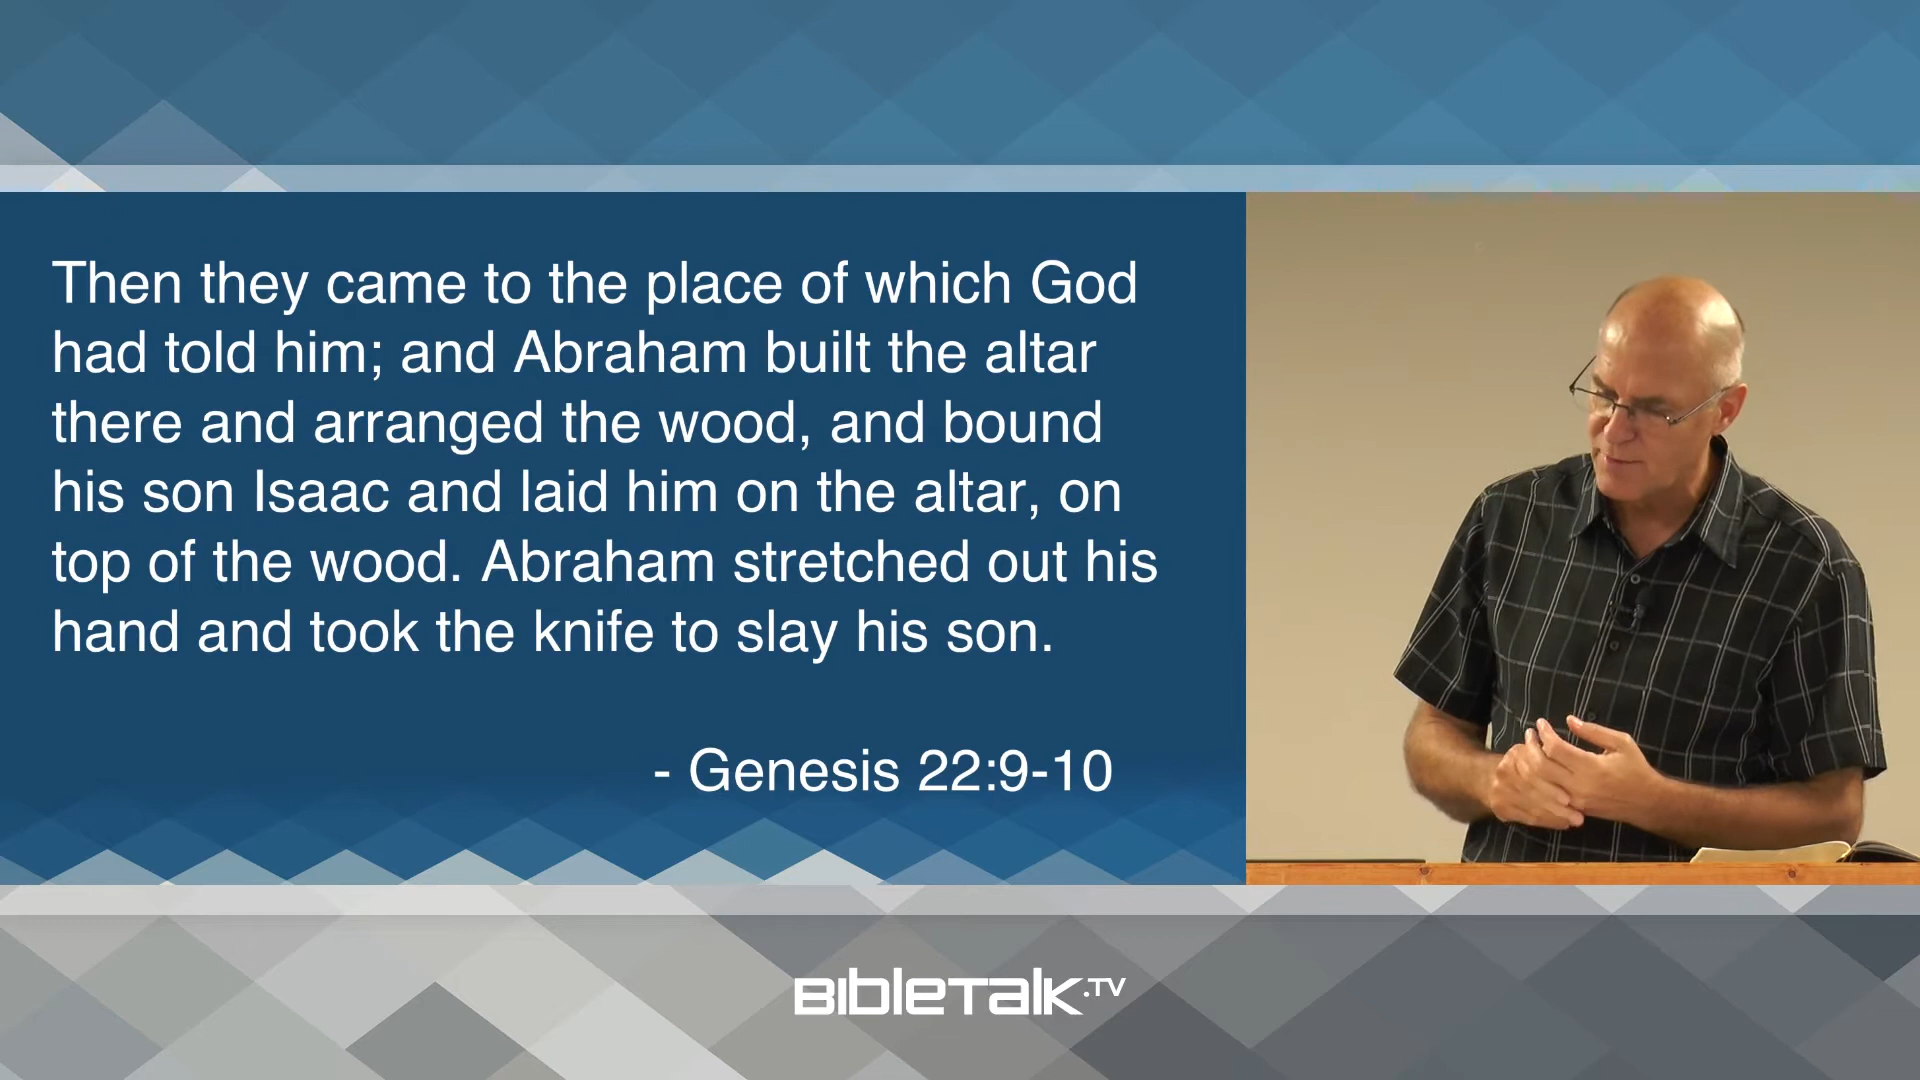 Then they came to the place of which God
had told him; and Abraham built the altar
there and arranged the wood, and bound
his son Isaac and laid him on the altar, on
top of the wood. Abraham stretched out his
hand and took the knife to slay his son.
- Genesis 22:9-10
BibleTalk.TV